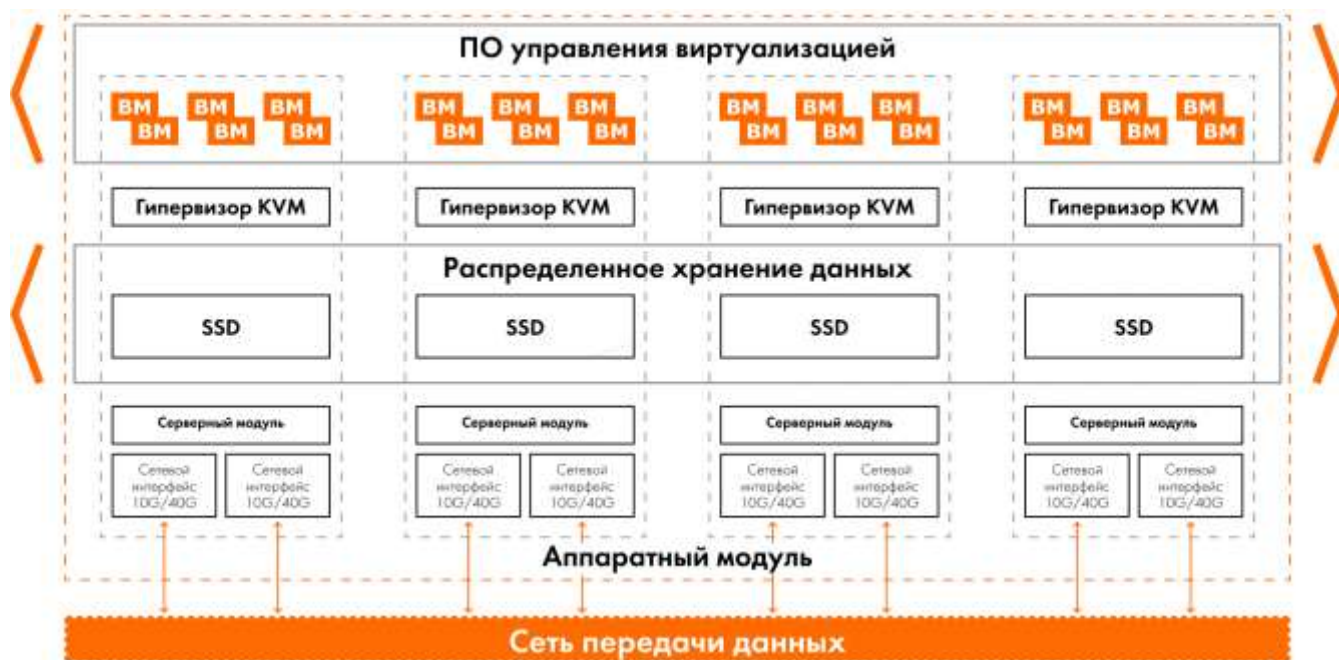 ПО управления виртуализацией
ВМ ВМ ВМ ВМ ВМ ВМ ВМ ВМ ВМ ВМ ВМ ВМ
ВМ ВМ ВМ ВМ ВМ ВМ ВМ ВМ ВМ ВМ ВМ ВМ
Гипервизор KVM Гипервизор KVM Гипервизор KVM Гипервизор KVM
Распределенное хранение данных
SSD SSD SSD SSD
Серверный модуль Серверный модуль Серверный модуль Серверный модуль
Сетевой Сетевой Сетевой Сетевой Сетевой Сетевой Сетевой Сетевой
интерфейс интерфейс интерфейс интерфейс интерфейс интерфейс интерфейс интерфейс
10G/40G 10G/40G 10G/40G 10G/40G 10G/40G 10G/40G 10G/40G 10G/40G
Аппаратный модуль
Сеть передачи данных